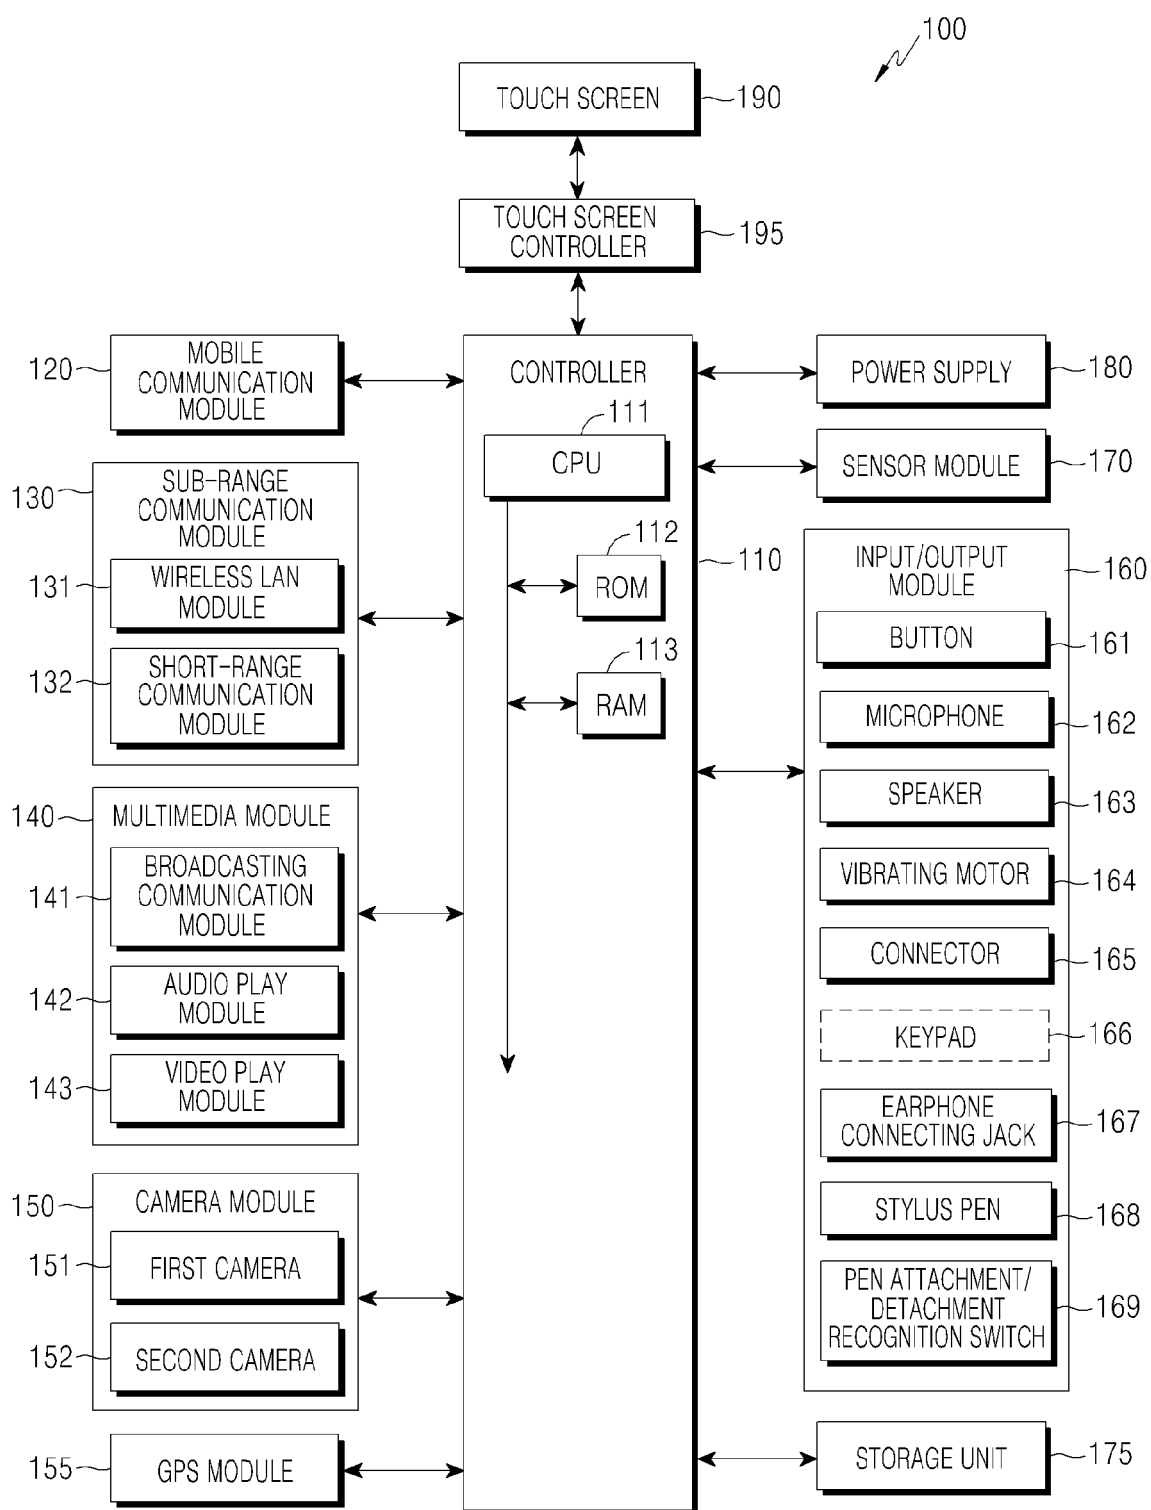 100
TOUCH SCREEN
190
TOUCH SCREEN
CONTROLLER
195
120
MOBILE
COMMUNICATION
MODULE
130
SUB-RANGE
COMMUNICATION
MODULE
131
WIRELESS LAN
MODULE
132
SHORT-RANGE
COMMUNICATION
MODULE
140
MULTIMEDIA MODULE
141
BROADCASTING
COMMUNICATION
MODULE
142
AUDIO PLAY
MODULE
143
VIDEO PLAY
MODULE
150
CAMERA MODULE
151
FIRST CAMERA
152
SECOND CAMERA
155
GPS MODULE
CONTROLLER
111
CPU
112
ROM
113
RAM
110
POWER SUPPLY
180
SENSOR MODULE
170
INPUT/OUTPUT
MODULE
160
BUTTON
161
MICROPHONE
162
SPEAKER
163
VIBRATING MOTOR
164
CONNECTOR
165
KEYPAD
166
EARPHONE
CONNECTING JACK
167
STYLUS PEN
168
PEN ATTACHMENT/
DETACHMENT
RECOGNITION SWITCH
169
STORAGE UNIT
175